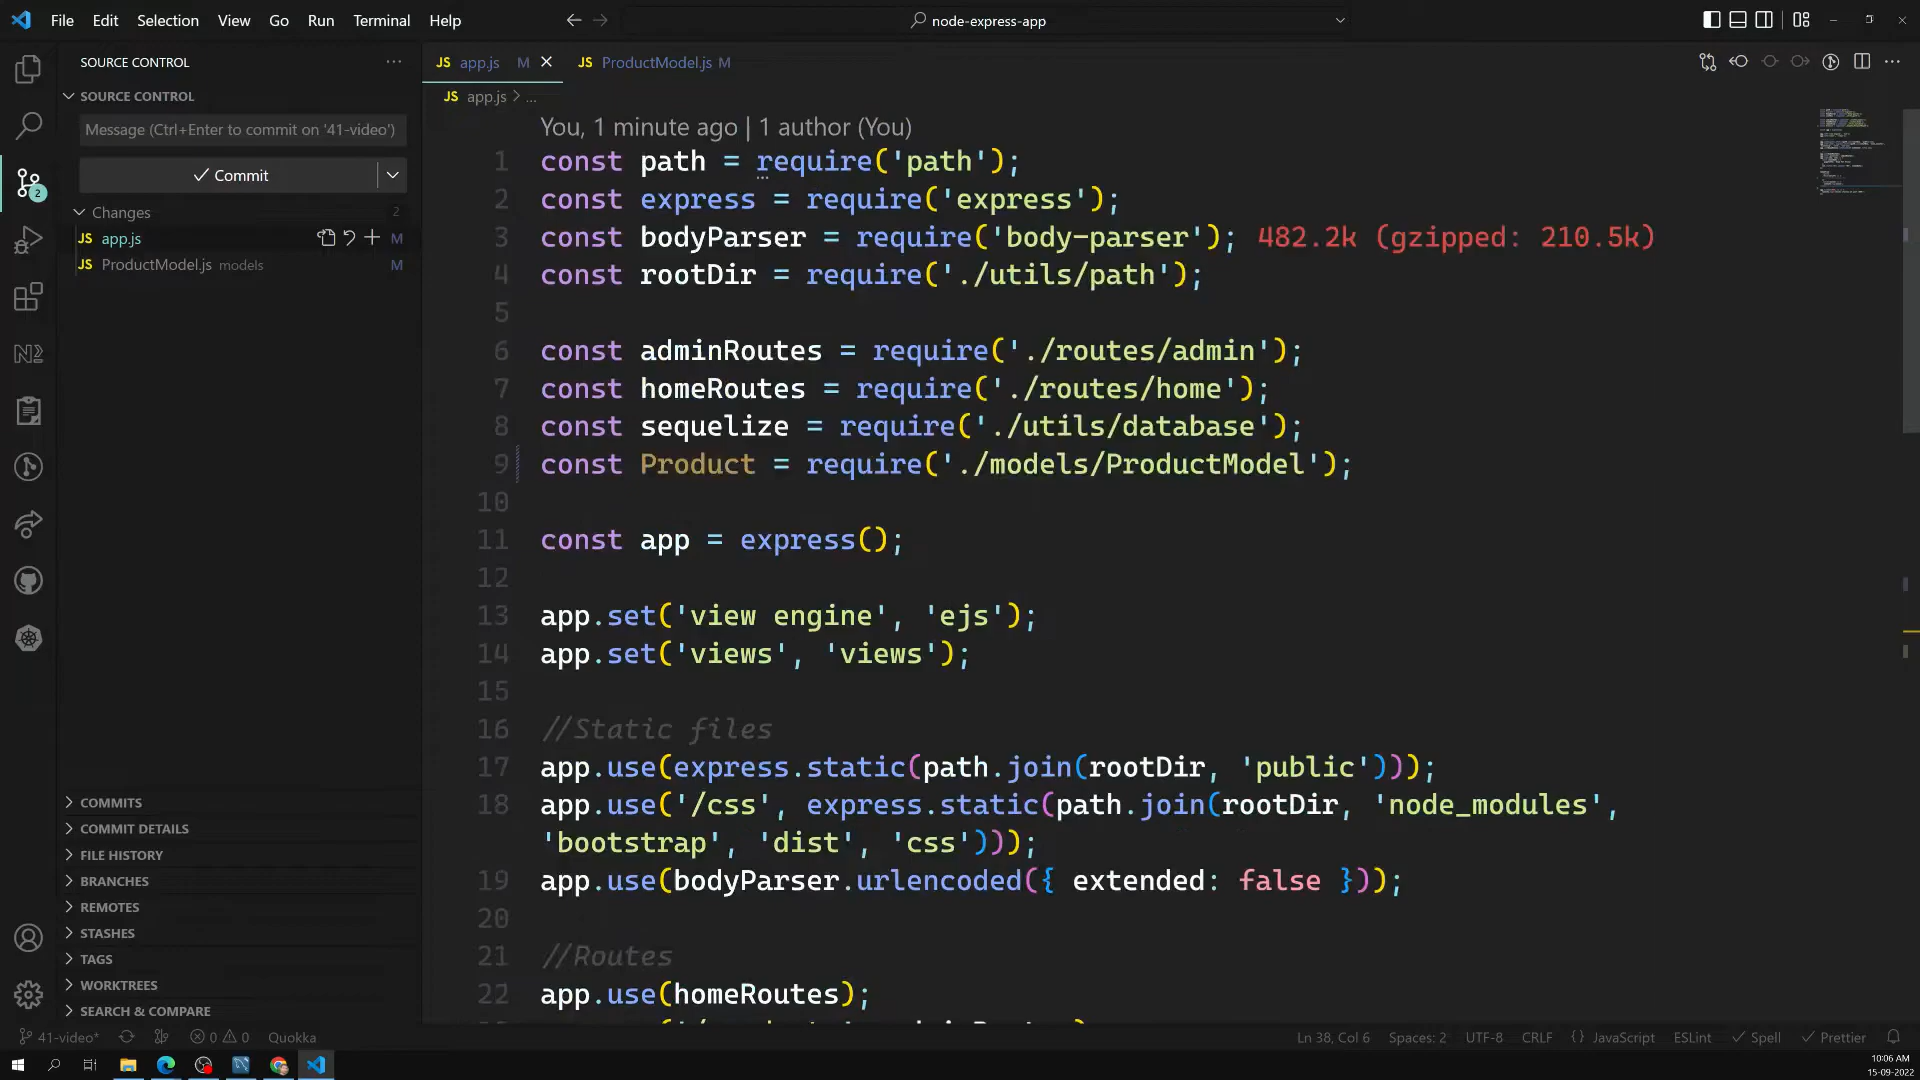 File Edit Selection View Go Run Terminal Help
node-express-app
SOURCE CONTROL
SOURCE CONTROL
Message (Ctrl+Enter to commit on '41-video')
Commit
Changes 2
JS app.js M
JS ProductModel.js models M
2
COMMITS
COMMIT DETAILS
FILE HISTORY
BRANCHES
REMOTES
STASHES
TAGS
WORKTREES
SEARCH & COMPARE
JS app.js M
JS ProductModel.js M
JS app.js > ...
You, 1 minute ago | 1 author (You)
1 const path = require('path');
2 const express = require('express');
3 const bodyParser = require('body-parser'); 482.2k (gzipped: 210.5k)
4 const rootDir = require('./utils/path');
5
6 const adminRoutes = require('./routes/admin');
7 const homeRoutes = require('./routes/home');
8 const sequelize = require('./utils/database');
9 const Product = require('./models/ProductModel');
10
11 const app = express();
12
13 app.set('view engine', 'ejs');
14 app.set('views', 'views');
15
16 //Static files
17 app.use(express.static(path.join(rootDir, 'public')));
18 app.use('/css', express.static(path.join(rootDir, 'node_modules',
'bootstrap', 'dist', 'css')));
19 app.use(bodyParser.urlencoded({ extended: false }));
20
21 //Routes
22 app.use(homeRoutes);
41-video* 0 0 Quokka
Ln 38, Col 6 Spaces: 2 UTF-8 CRLF {} JavaScript ESLint Spell Prettier
10:06 AM
15-09-2022